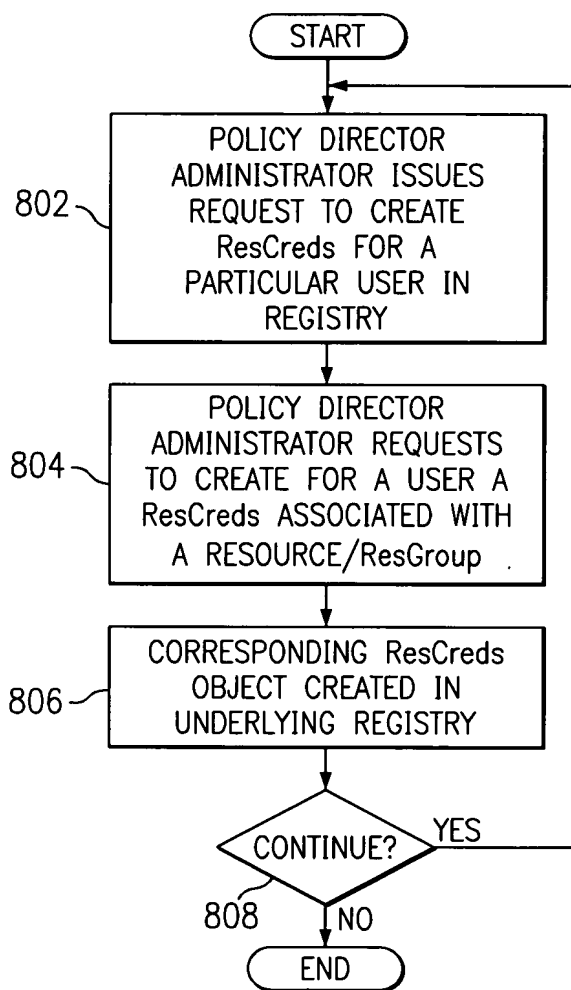 START
POLICY DIRECTOR
ADMINISTRATOR ISSUES
REQUEST TO CREATE
ResCreds FOR A
PARTICULAR USER IN
REGISTRY
802
POLICY DIRECTOR
ADMINISTRATOR REQUESTS
TO CREATE FOR A USER A
ResCreds ASSOCIATED WITH
A RESOURCE/ResGroup
804
CORRESPONDING ResCreds
OBJECT CREATED IN
UNDERLYING REGISTRY
806
CONTINUE?
YES
808
NO
END